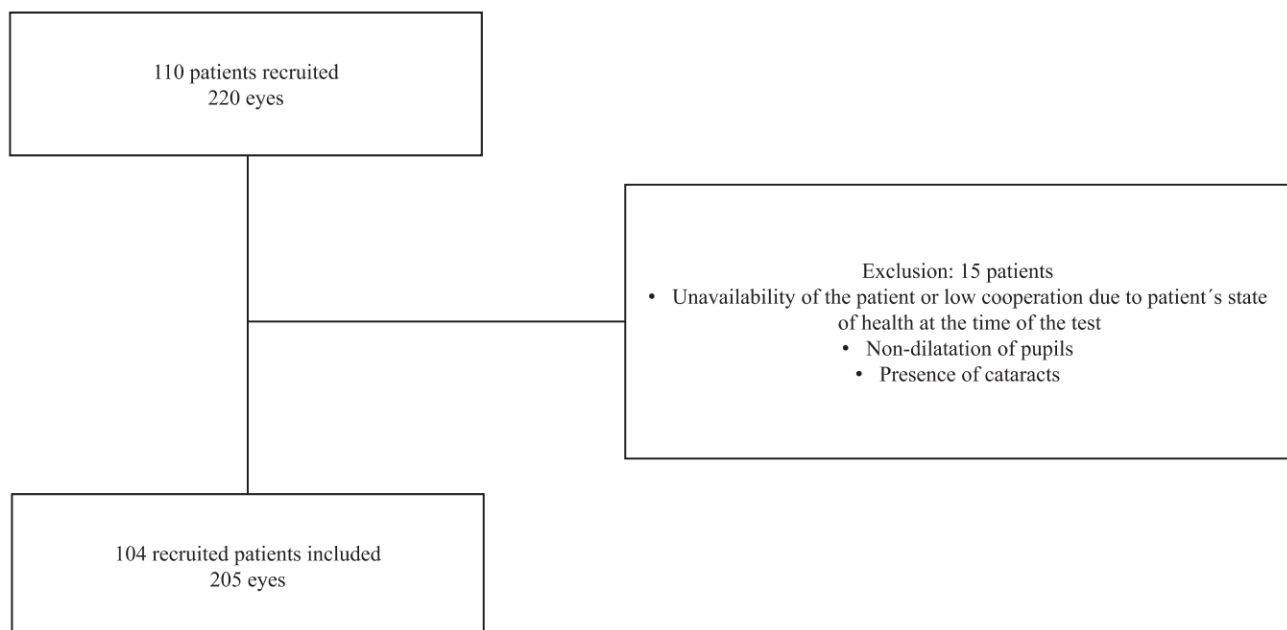 110 patients recruited
220 eyes
Exclusion: 15 patients
• Unavailability of the patient or low cooperation due to patient´s state
of health at the time of the test
• Non-dilatation of pupils
• Presence of cataracts
104 recruited patients included
205 eyes